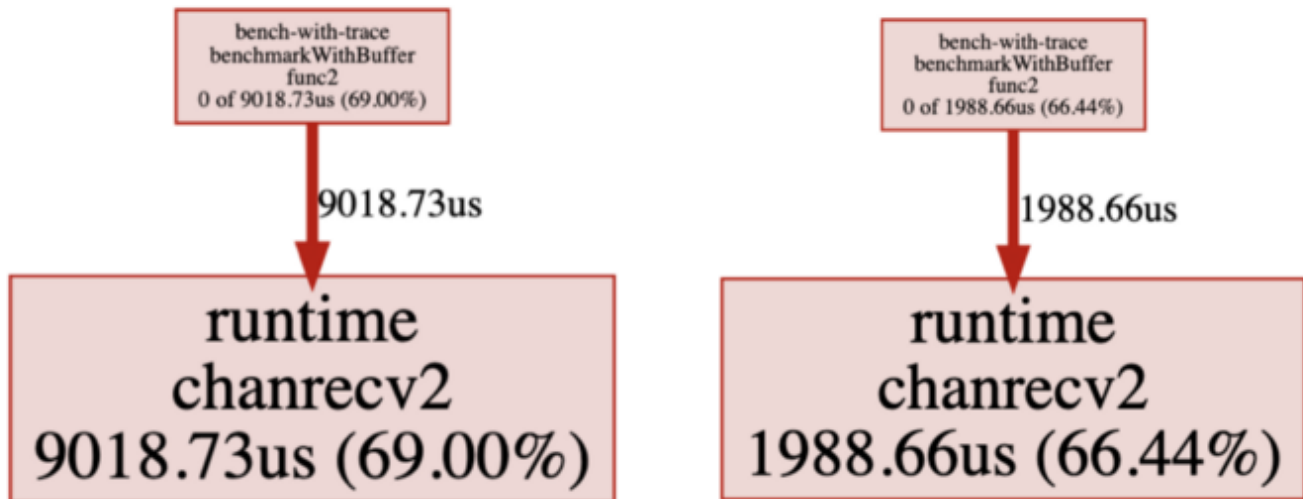 bench-with-trace
benchmarkWithBuffer
func2
0 of 9018.73us (69.00%)
9018.73us
runtime
chanrecv2
9018.73us (69.00%)
bench-with-trace
benchmarkWithBuffer
func2
0 of 1988.66us (66.44%)
1988.66us
runtime
chanrecv2
1988.66us (66.44%)